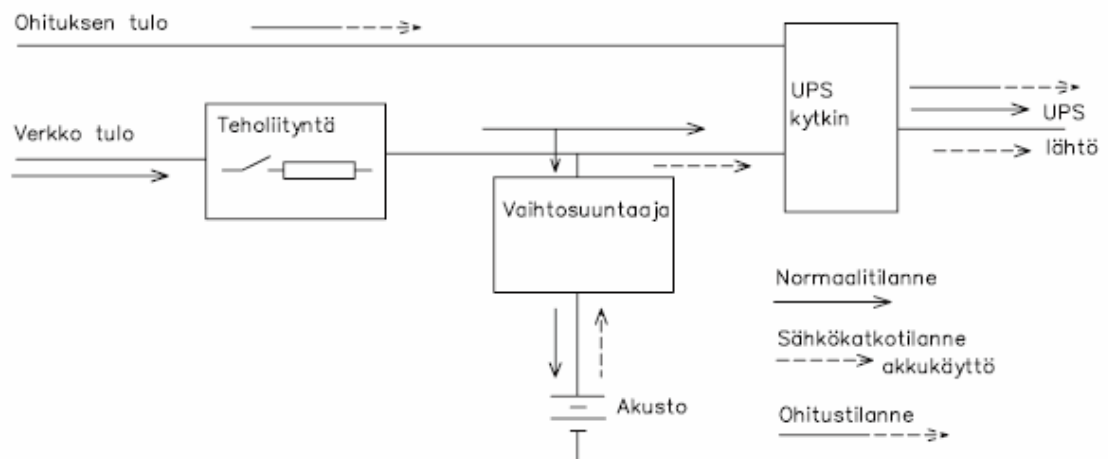 Ohituksen tulo
UPS
kytkin
UPS
lähtö
Verkko tulo
Teholiityntä
Vaihtosuuntaaja
Akusto
Normaalitilanne
Sähkökatkotilanne
akkukäyttö
Ohitustilanne